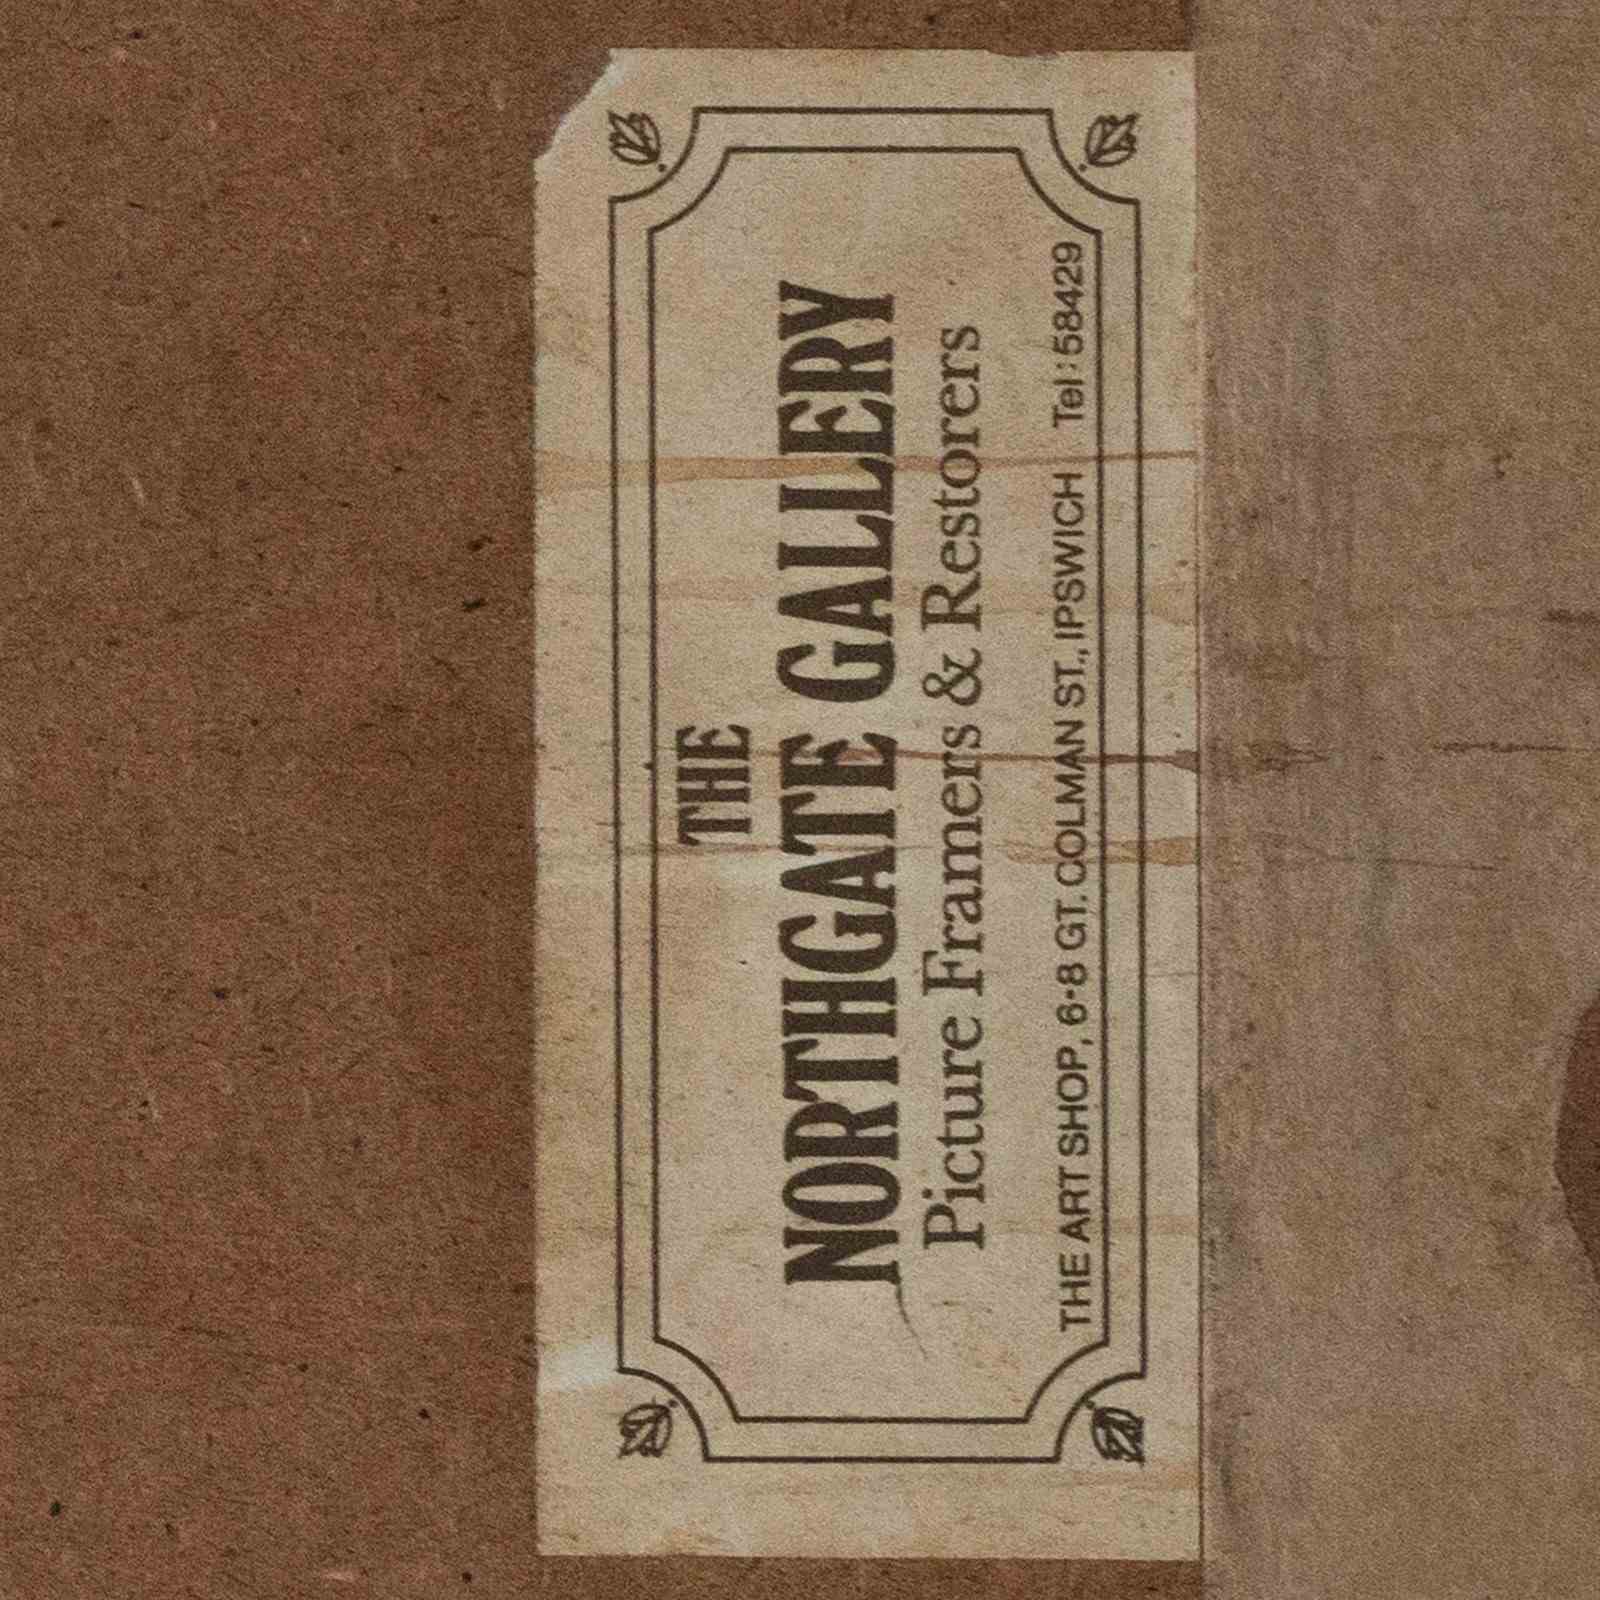 THE
NORTHGATE GALLERY
Picture Framers & Restorers
THE ART SHOP, 6·8 GT. COLMAN ST., IPSWICH Tel: 58429